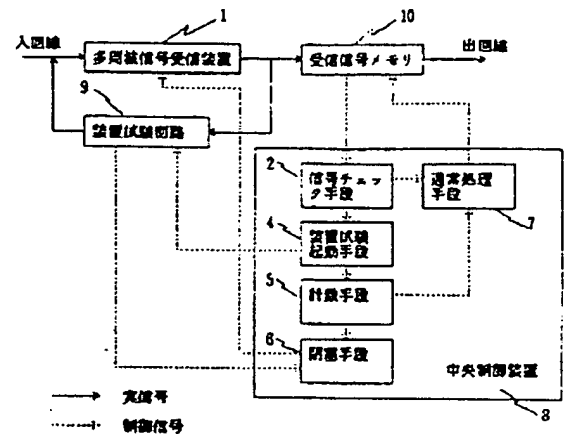 1
10
入回線
多周波信号受信装置
受信信号メモリ
出回線
9
装置試験回路
2
信号チェッ
ク手段
通常処理
手段
7
4
装置試験
起動手段
5
計数手段
6
閉塞手段
中央制御装置
8
実信号
制御信号